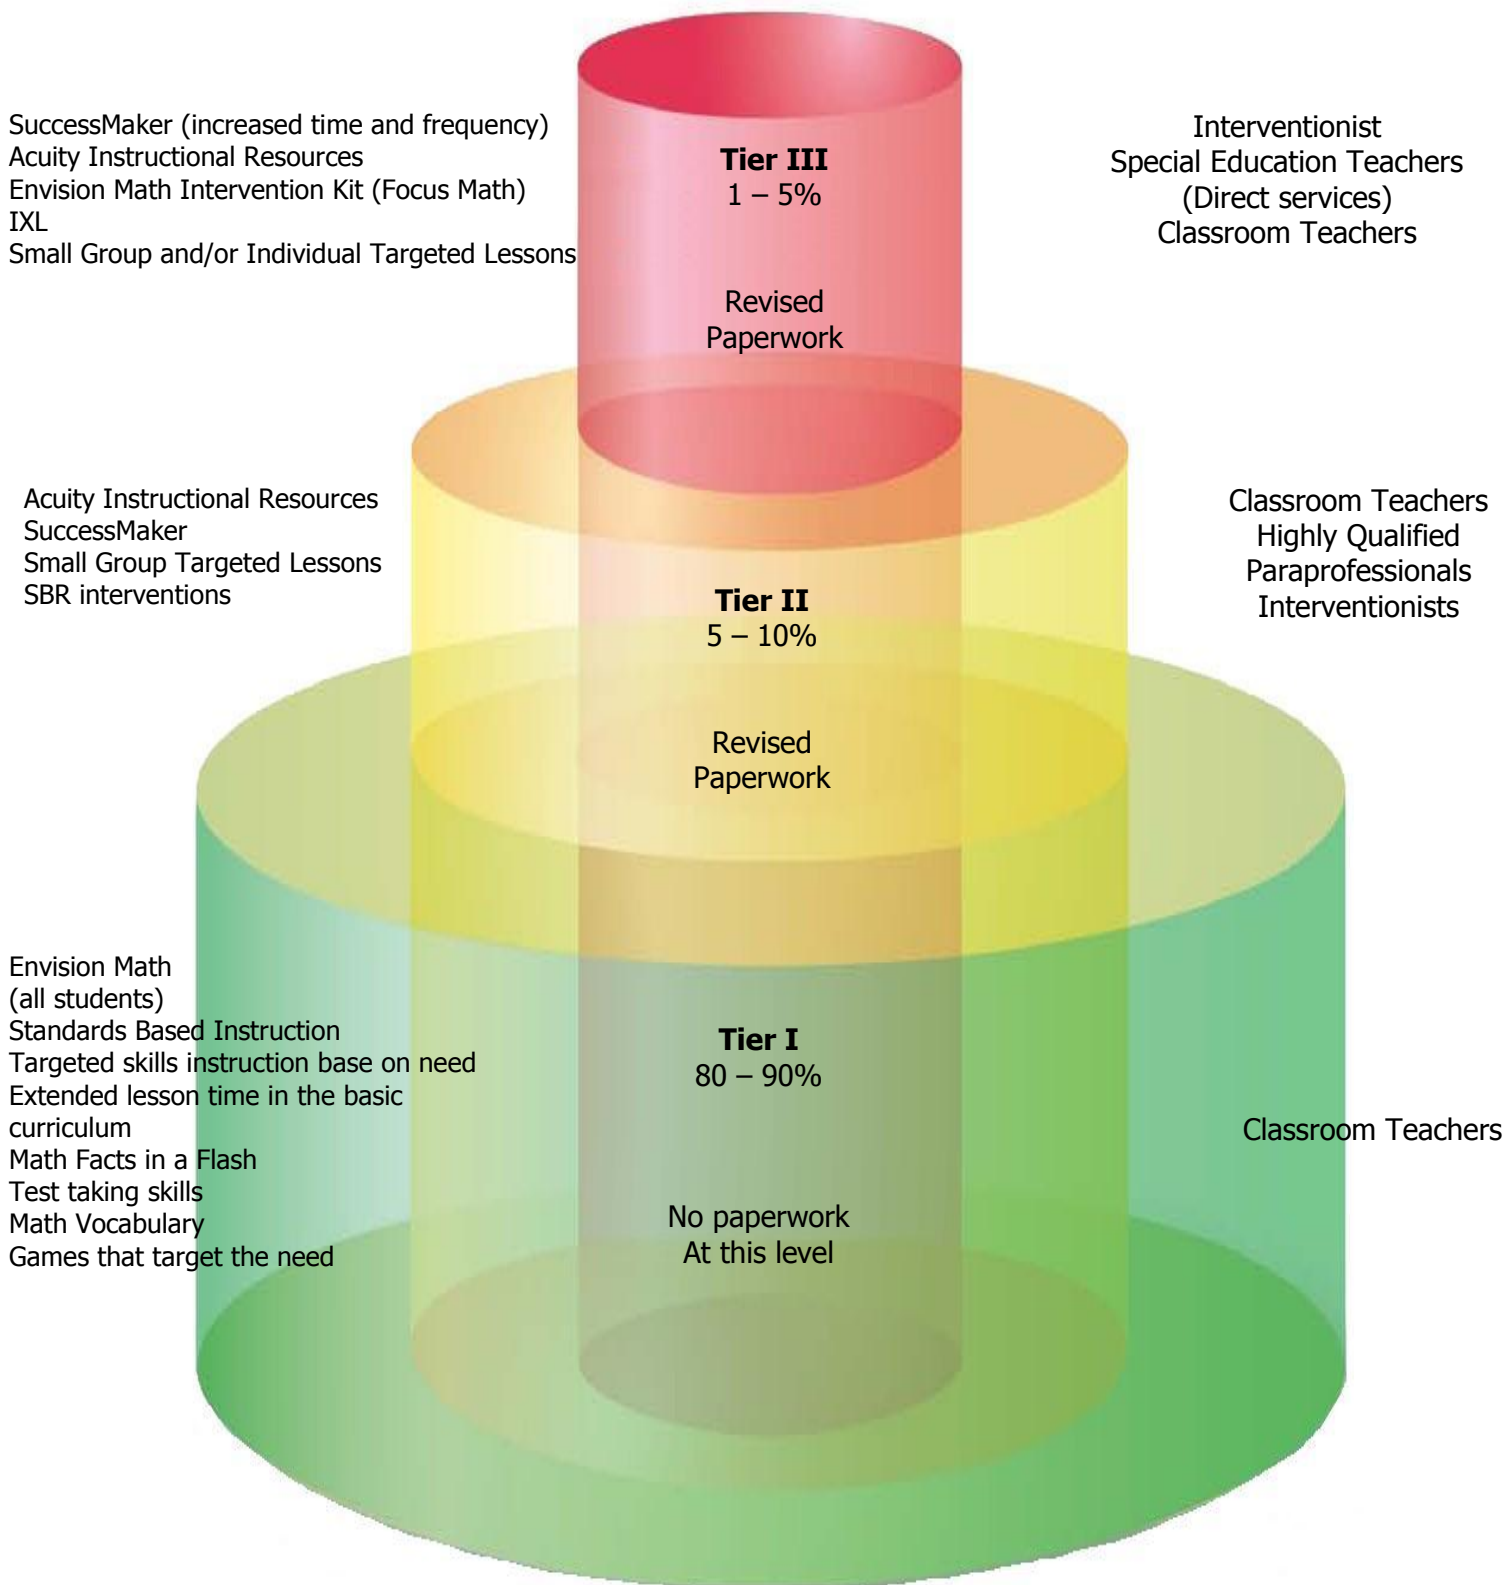 SuccessMaker (increased time and frequency)
Acuity Instructional Resources
Envision Math Intervention Kit (Focus Math)
IXL
Small Group and/or Individual Targeted Lessons
Tier III
1 – 5%
Revised
Paperwork
Interventionist
Special Education Teachers
(Direct services)
Classroom Teachers
Acuity Instructional Resources
SuccessMaker
Small Group Targeted Lessons
SBR interventions
Tier II
5 – 10%
Revised
Paperwork
Classroom Teachers
Highly Qualified
Paraprofessionals
Interventionists
Envision Math
(all students)
Standards Based Instruction
Targeted skills instruction base on need
Extended lesson time in the basic
curriculum
Math Facts in a Flash
Test taking skills
Math Vocabulary
Games that target the need
Tier I
80 – 90%
No paperwork
At this level
Classroom Teachers